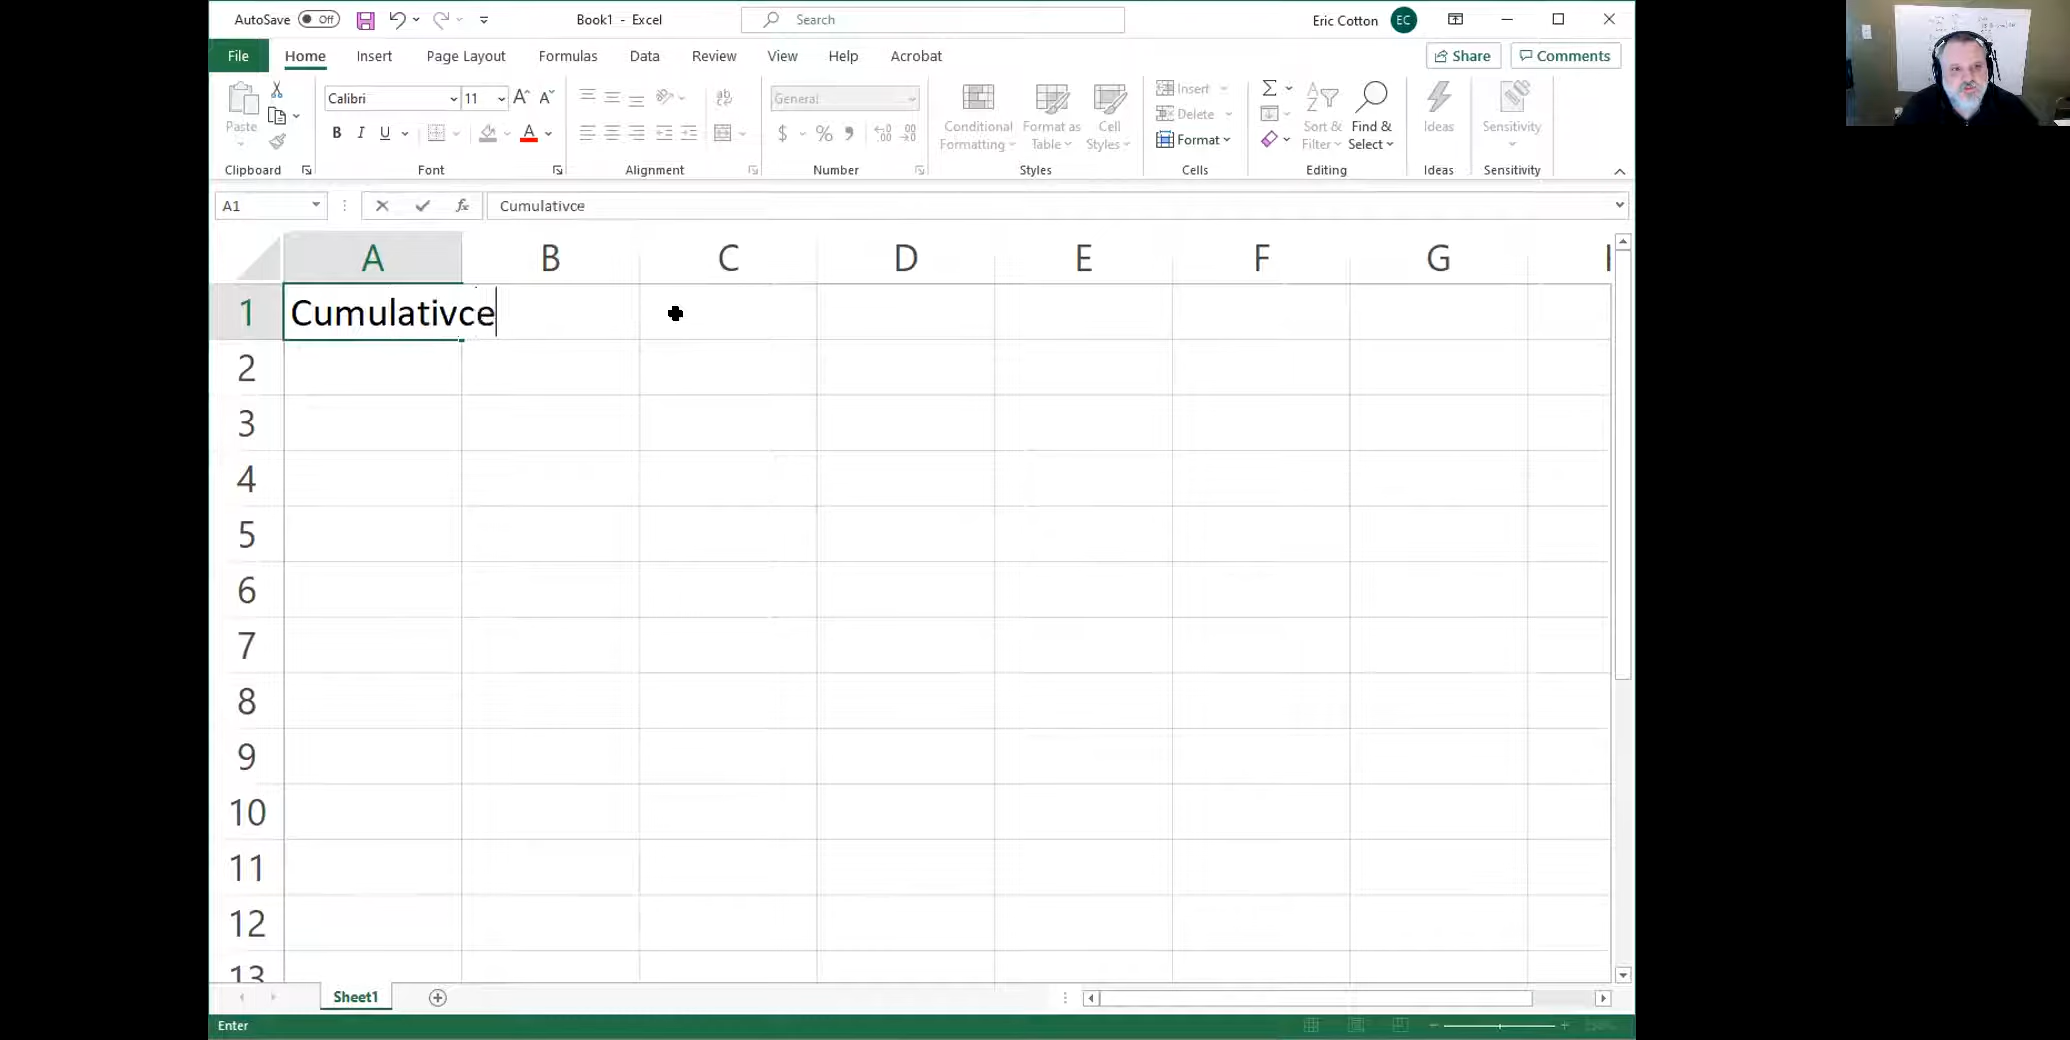 AutoSave Off Book1 - Excel Search Eric Cotton EC
File Home Insert Page Layout Formulas Data Review View Help Acrobat Share Comments
Paste Calibri 11 A A ab General Conditional Formatting Format as Table Cell Styles Insert Delete Format Sort & Filter Find & Select Ideas Sensitivity
B I U A $ %
Clipboard Font Alignment Number Styles Cells Editing Ideas Sensitivity
A1 fx Cumulativce
A B C D E F G
1 Cumulativce
2
3
4
5
6
7
8
9
10
11
12
13
Sheet1
Enter